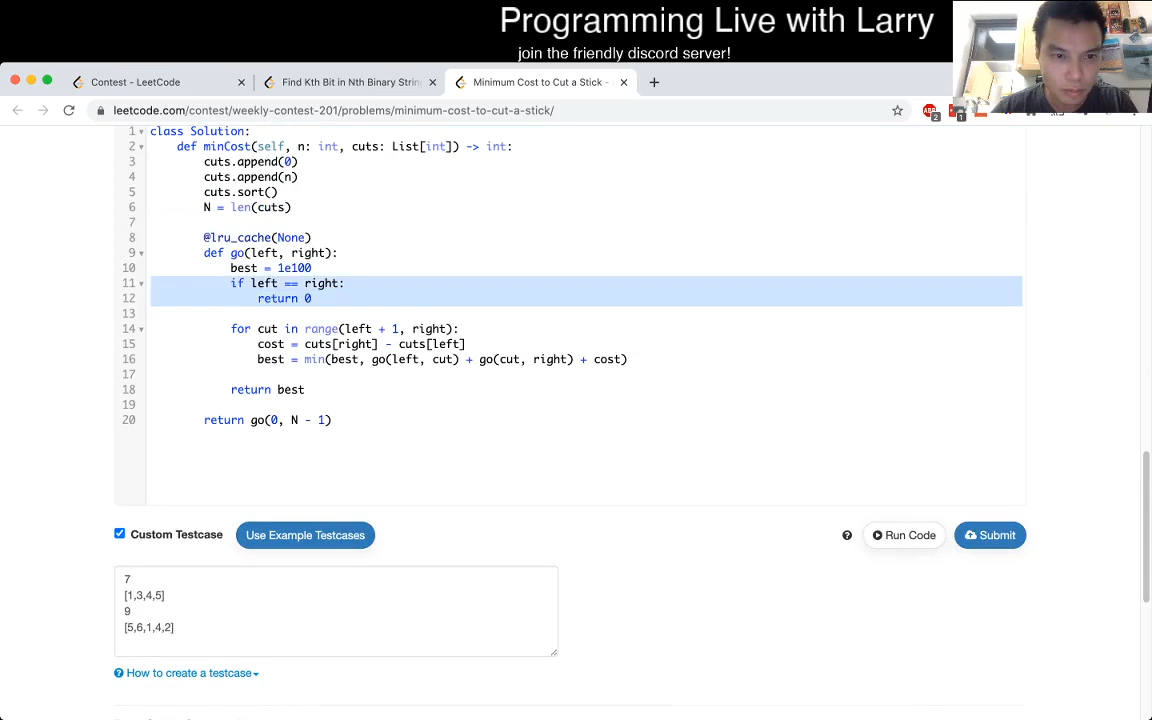 Programming Live with Larry
join the friendly discord server!
Contest - LeetCode
Find Kth Bit in Nth Binary Strin
Minimum Cost to Cut a Stick -
leetcode.com/contest/weekly-contest-201/problems/minimum-cost-to-cut-a-stick/
ABP
2
1
1 class Solution:
2 def minCost(self, n: int, cuts: List[int]) -> int:
3 cuts.append(0)
4 cuts.append(n)
5 cuts.sort()
6 N = len(cuts)
7
8 @lru_cache(None)
9 def go(left, right):
10 best = 1e100
11 if left == right:
12 return 0
13
14 for cut in range(left + 1, right):
15 cost = cuts[right] - cuts[left]
16 best = min(best, go(left, cut) + go(cut, right) + cost)
17
18 return best
19
20 return go(0, N - 1)
Custom Testcase Use Example Testcases ? Run Code Submit
7
[1,3,4,5]
9
[5,6,1,4,2]
? How to create a testcase